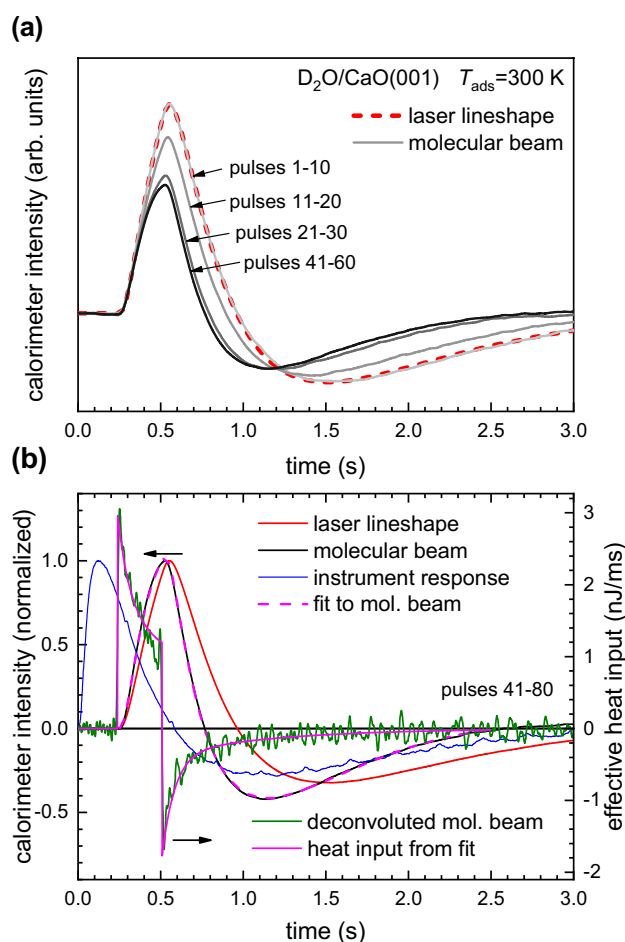 (a)
D₂O/CaO(001) T_ads=300 K
laser lineshape
molecular beam
pulses 1-10
pulses 11-20
pulses 21-30
pulses 41-60
calorimeter intensity (arb. units)
0.0 0.5 1.0 1.5 2.0 2.5 3.0
time (s)
(b)
laser lineshape
molecular beam
instrument response
fit to mol. beam
pulses 41-80
deconvoluted mol. beam
heat input from fit
calorimeter intensity (normalized)
1.0
0.5
0.0
-0.5
effective heat input (nJ/ms)
3
2
1
0
-1
-2
0.0 0.5 1.0 1.5 2.0 2.5 3.0
time (s)